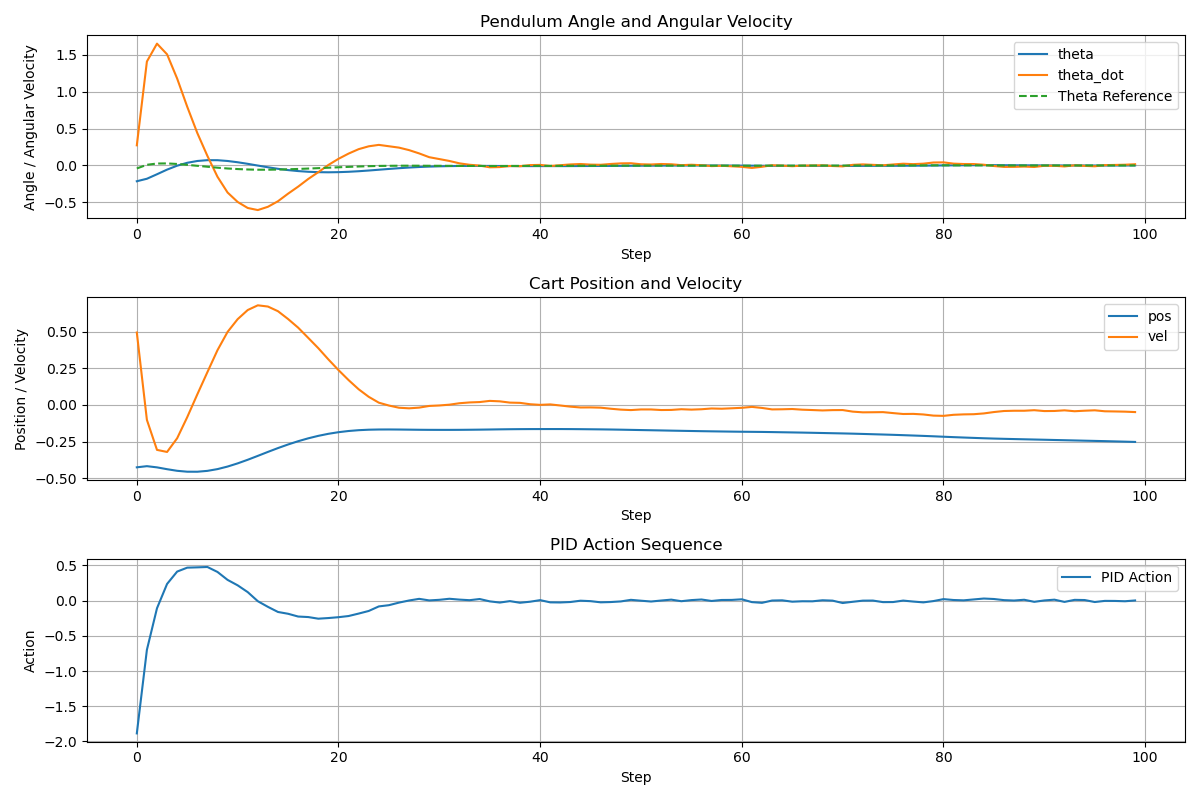 Pendulum Angle and Angular Velocity
Angle / Angular Velocity
1.5
1.0
0.5
0.0
−0.5
theta
theta_dot
Theta Reference
0
20
40
60
80
100
Step
Cart Position and Velocity
Position / Velocity
0.50
0.25
0.00
−0.25
−0.50
pos
vel
0
20
40
60
80
100
Step
PID Action Sequence
Action
0.5
0.0
−0.5
−1.0
−1.5
−2.0
PID Action
0
20
40
60
80
100
Step